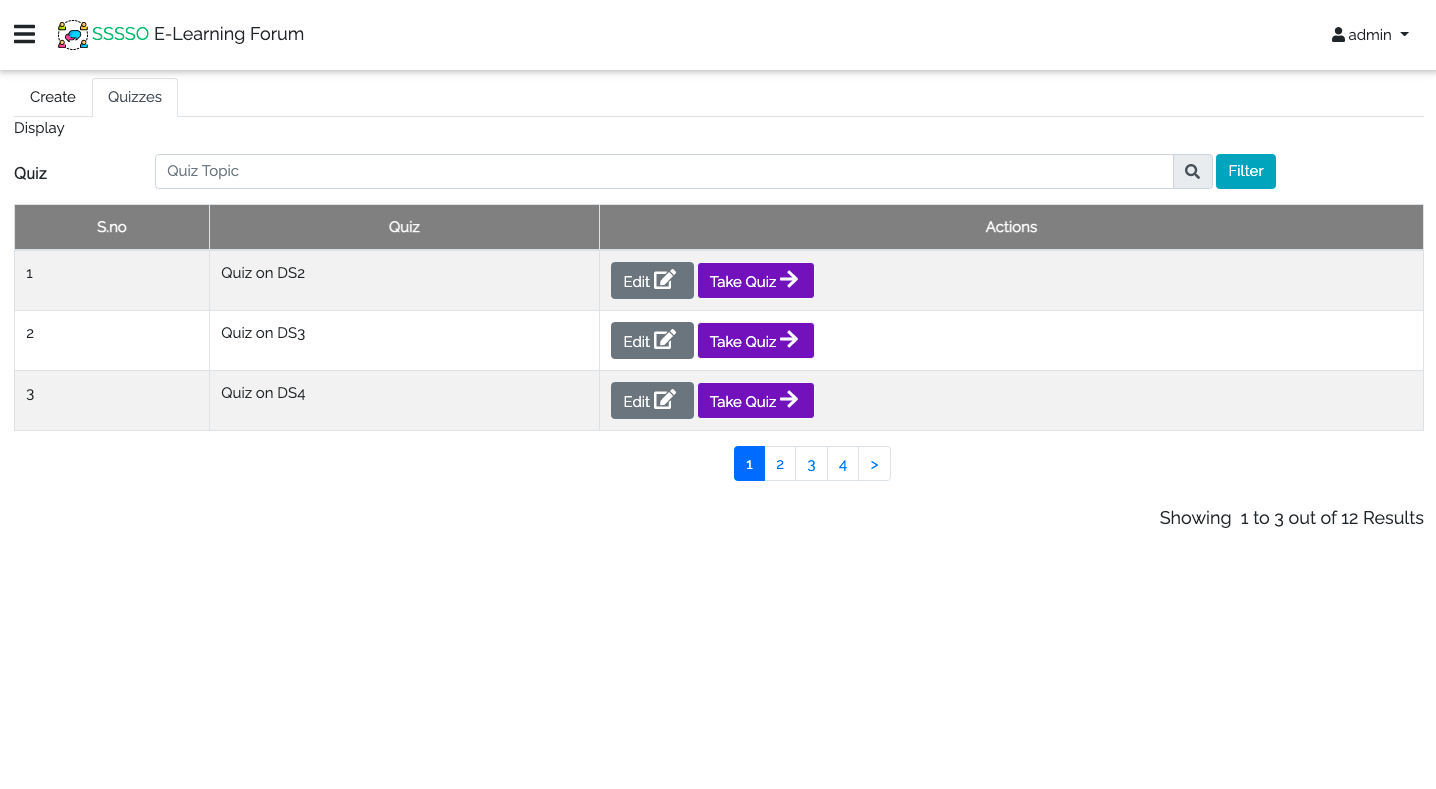 SSSSO E-Learning Forum
admin
Create
Quizzes
Display
Quiz
Quiz Topic
Filter
S.no Quiz Actions
1 Quiz on DS2 Edit Take Quiz
2 Quiz on DS3 Edit Take Quiz
3 Quiz on DS4 Edit Take Quiz
1 2 3 4 >
Showing 1 to 3 out of 12 Results